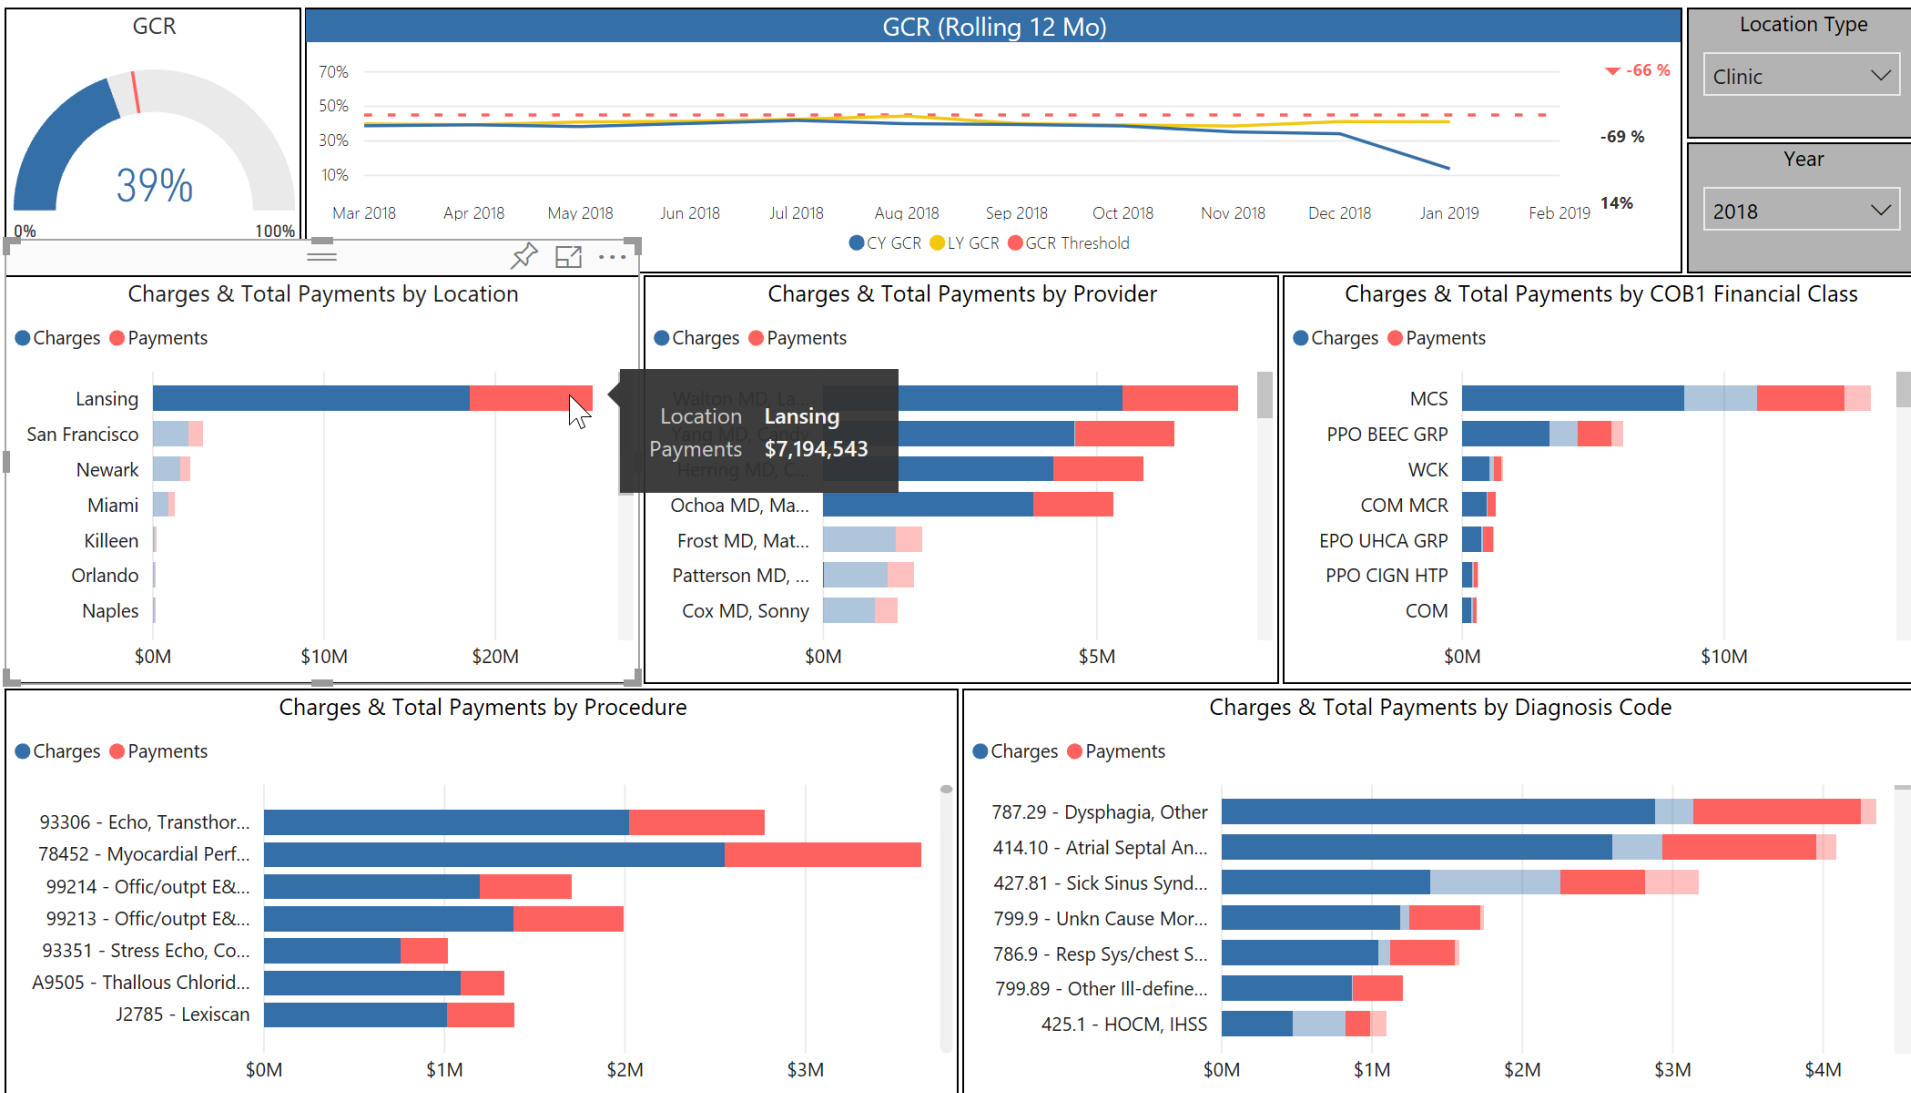 GCR
39%
0%
100%
GCR (Rolling 12 Mo)
70%
50%
30%
10%
Mar 2018
Apr 2018
May 2018
Jun 2018
Jul 2018
Aug 2018
Sep 2018
Oct 2018
Nov 2018
Dec 2018
Jan 2019
Feb 2019
CY GCR
LY GCR
GCR Threshold
-66 %
-69 %
14%
Location Type
Clinic
Year
2018
Charges & Total Payments by Location
Charges
Payments
Lansing
San Francisco
Newark
Miami
Killeen
Orlando
Naples
$0M
$10M
$20M
Location Lansing
Payments $7,194,543
Charges & Total Payments by Provider
Charges
Payments
Walton MD, La...
Yang MD, Candy
Herring MD, C...
Ochoa MD, Ma...
Frost MD, Mat...
Patterson MD, ...
Cox MD, Sonny
$0M
$5M
Charges & Total Payments by COB1 Financial Class
Charges
Payments
MCS
PPO BEEC GRP
WCK
COM MCR
EPO UHCA GRP
PPO CIGN HTP
COM
$0M
$10M
Charges & Total Payments by Procedure
Charges
Payments
93306 - Echo, Transthor...
78452 - Myocardial Perf...
99214 - Offic/outpt E&...
99213 - Offic/outpt E&...
93351 - Stress Echo, Co...
A9505 - Thallous Chlorid...
J2785 - Lexiscan
$0M
$1M
$2M
$3M
Charges & Total Payments by Diagnosis Code
Charges
Payments
787.29 - Dysphagia, Other
414.10 - Atrial Septal An...
427.81 - Sick Sinus Synd...
799.9 - Unkn Cause Mor...
786.9 - Resp Sys/chest S...
799.89 - Other Ill-define...
425.1 - HOCM, IHSS
$0M
$1M
$2M
$3M
$4M